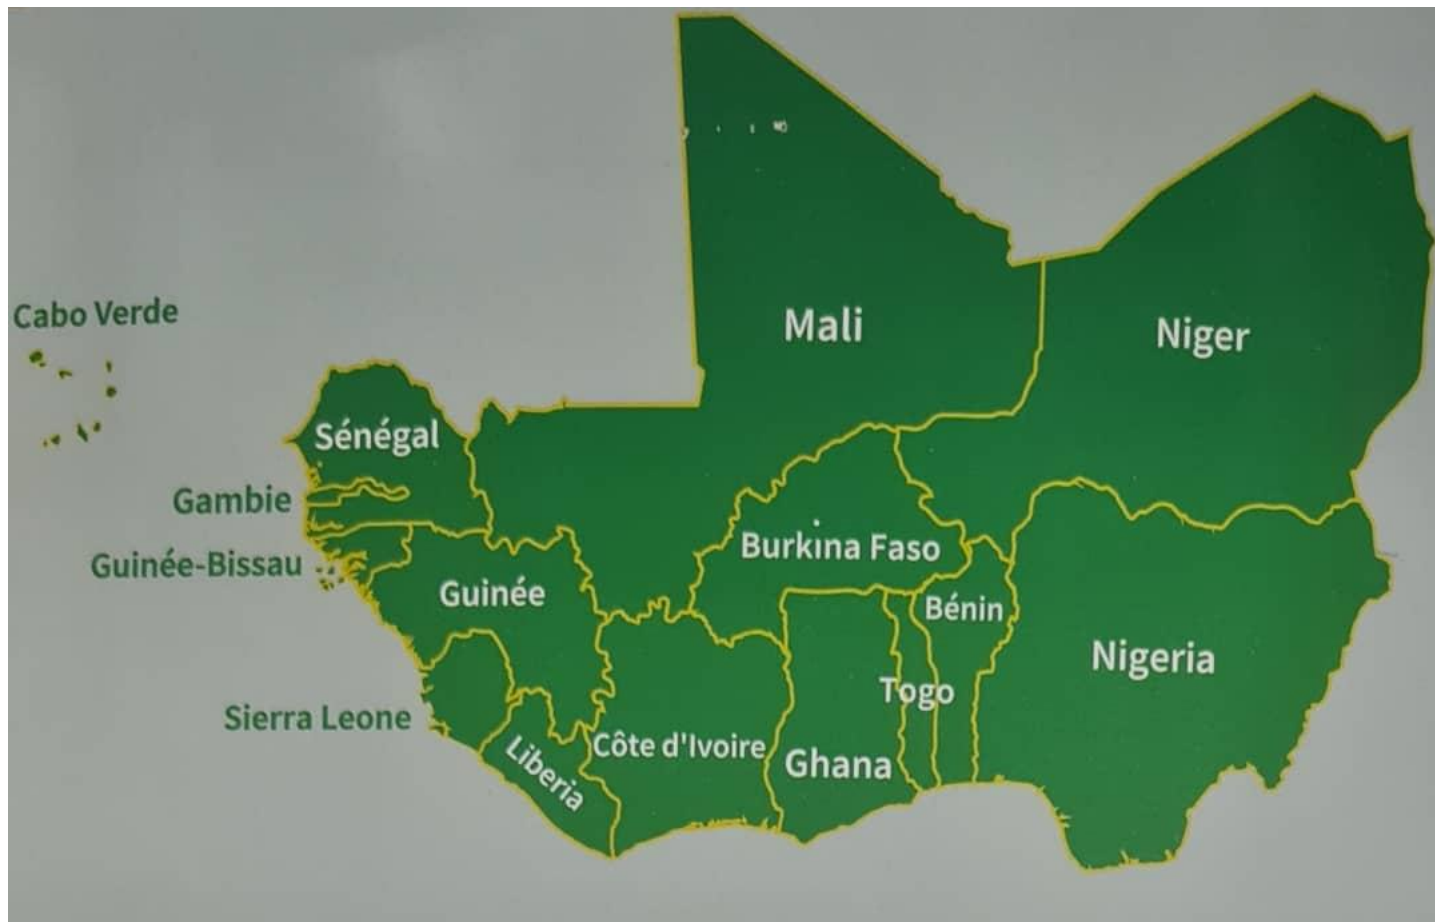 Mali
Niger
Cabo Verde
Sénégal
Gambie
Burkina Faso
Guinée-Bissau
Guinée
Bénin
Nigeria
Togo
Sierra Leone
Côte d'Ivoire
Ghana
Liberia